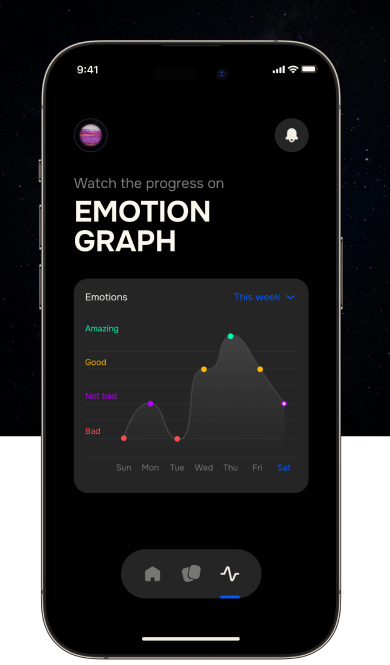 9:41
Watch the progress on
EMOTION
GRAPH
Emotions This week
Amazing
Good
Not bad
Bad
Sun Mon Tue Wed Thu Fri Sat